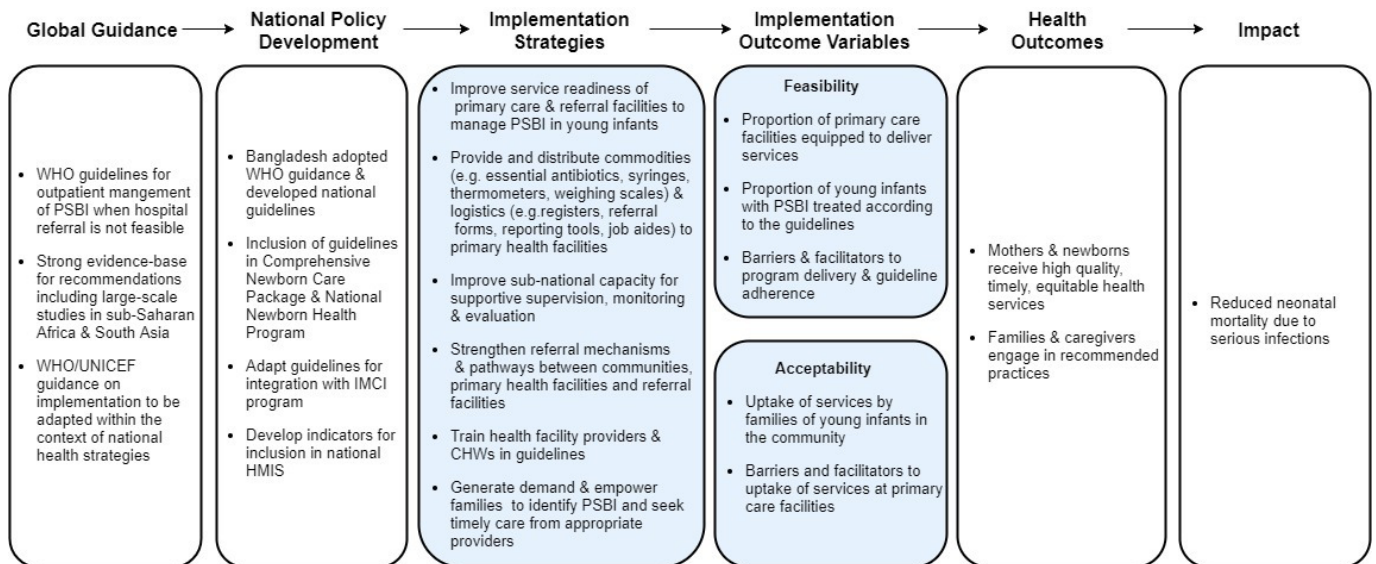 Global Guidance
National Policy
Development
Implementation
Strategies
Implementation
Outcome Variables
Health
Outcomes
Impact
• WHO guidelines for
outpatient mangement
of PSBI when hospital
referral is not feasible
• Strong evidence-base
for recommendations
including large-scale
studies in sub-Saharan
Africa & South Asia
• WHO/UNICEF
guidance on
implementation to be
adapted within the
context of national
health strategies
• Bangladesh adopted
WHO guidance &
developed national
guidelines
• Inclusion of guidelines
in Comprehensive
Newborn Care
Package & National
Newborn Health
Program
• Adapt guidelines for
integration with IMCI
program
• Develop indicators for
inclusion in national
HMIS
• Improve service readiness of
primary care & referral facilities to
manage PSBI in young infants
• Provide and distribute commodities
(e.g. essential antibiotics, syringes,
thermometers, weighing scales) &
logistics (e.g.registers, referral
forms, reporting tools, job aides) to
primary health facilities
• Improve sub-national capacity for
supportive supervision, monitoring
& evaluation
• Strengthen referral mechanisms
& pathways between communities,
primary health facilities and referral
facilities
• Train health facility providers &
CHWs in guidelines
• Generate demand & empower
families to identify PSBI and seek
timely care from appropriate
providers
Feasibility
• Proportion of primary care
facilities equipped to deliver
services
• Proportion of young infants
with PSBI treated according
to the guidelines
• Barriers & facilitators to
program delivery & guideline
adherence
Acceptability
• Uptake of services by
families of young infants in
the community
• Barriers and facilitators to
uptake of services at primary
care facilities
• Mothers & newborns
receive high quality,
timely, equitable health
services
• Families & caregivers
engage in recommended
practices
• Reduced neonatal
mortality due to
serious infections